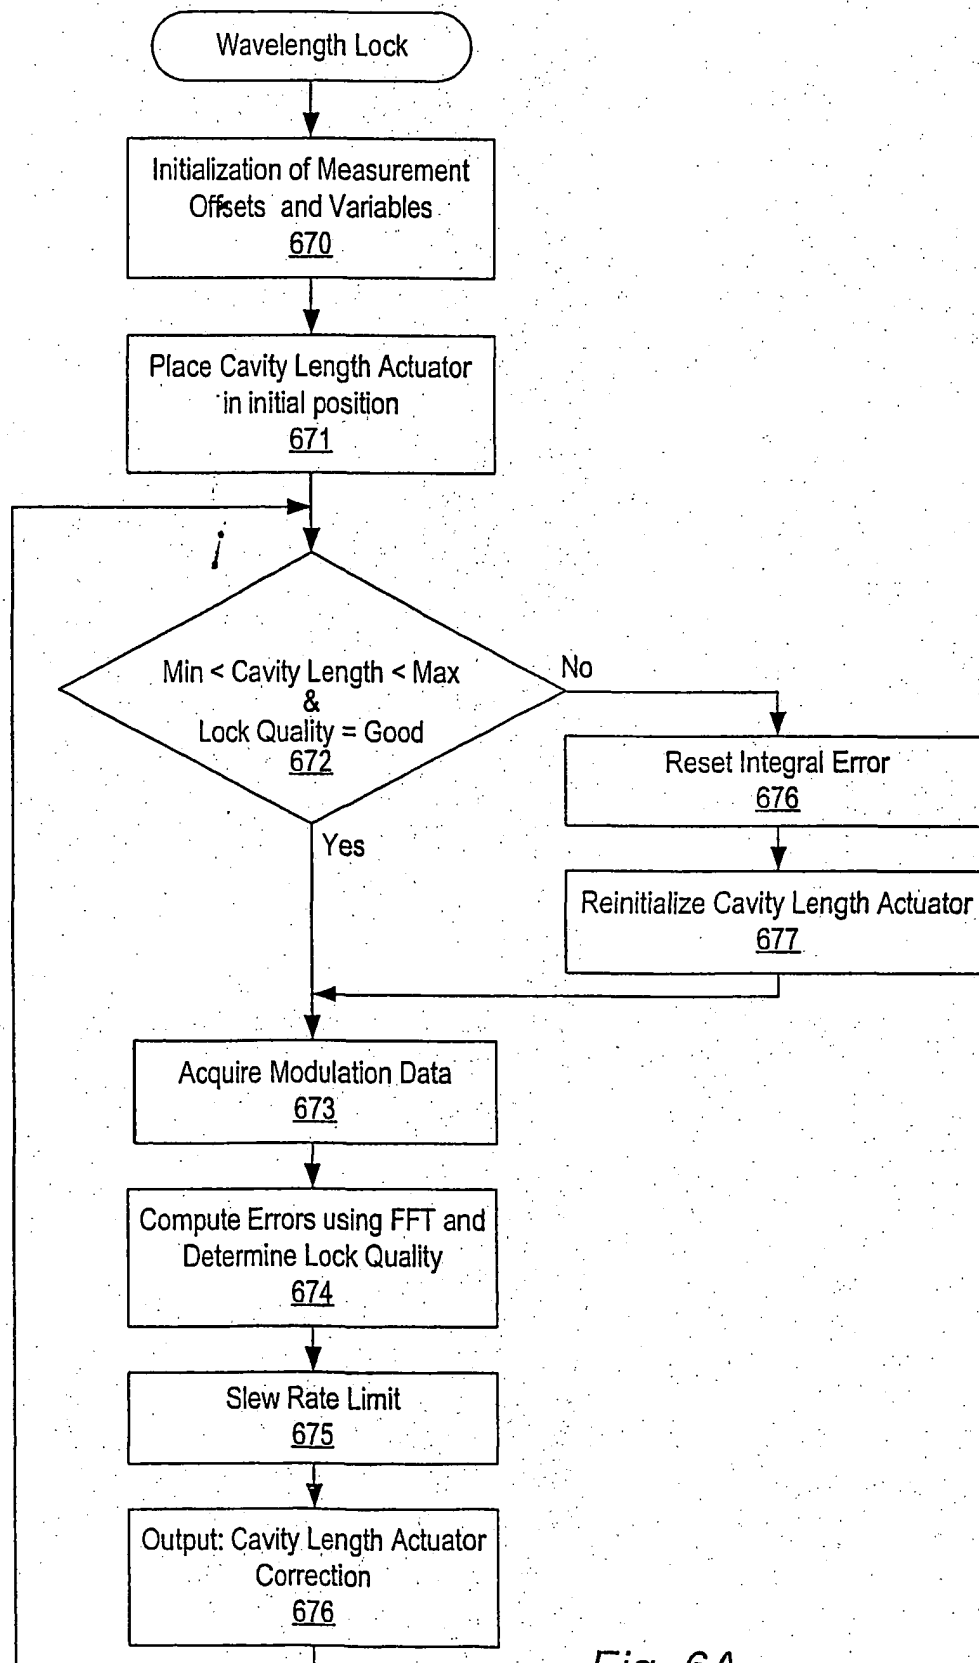 Wavelength Lock
Initialization of Measurement
Offsets and Variables
670
Place Cavity Length Actuator
in initial position
671
Min < Cavity Length < Max
&
Lock Quality = Good
672
No
Yes
Reset Integral Error
676
Reinitialize Cavity Length Actuator
677
Acquire Modulation Data
673
Compute Errors using FFT and
Determine Lock Quality
674
Slew Rate Limit
675
Output: Cavity Length Actuator
Correction
676
Fig. 6A